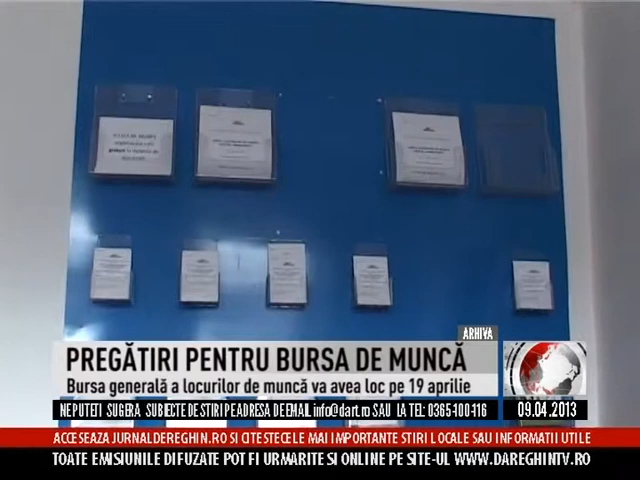 ARHIVA
PREGĂTIRI PENTRU BURSA DE MUNCĂ
Bursa generală a locurilor de muncă va avea loc pe 19 aprilie
NE PUTETI SUGERA SUBIECTE DE STIRI PE ADRESA DE EMAIL info@dart.ro SAU LA TEL: 0365-100-116
09.04.2013
ACCESEAZA JURNALDEREGHIN.RO SI CITESTE CELE MAI IMPORTANTE STIRI LOCALE SAU INFORMATII UTILE
TOATE EMISIUNILE DIFUZATE POT FI URMARITE SI ONLINE PE SITE-UL WWW.DAREGHINTV.RO